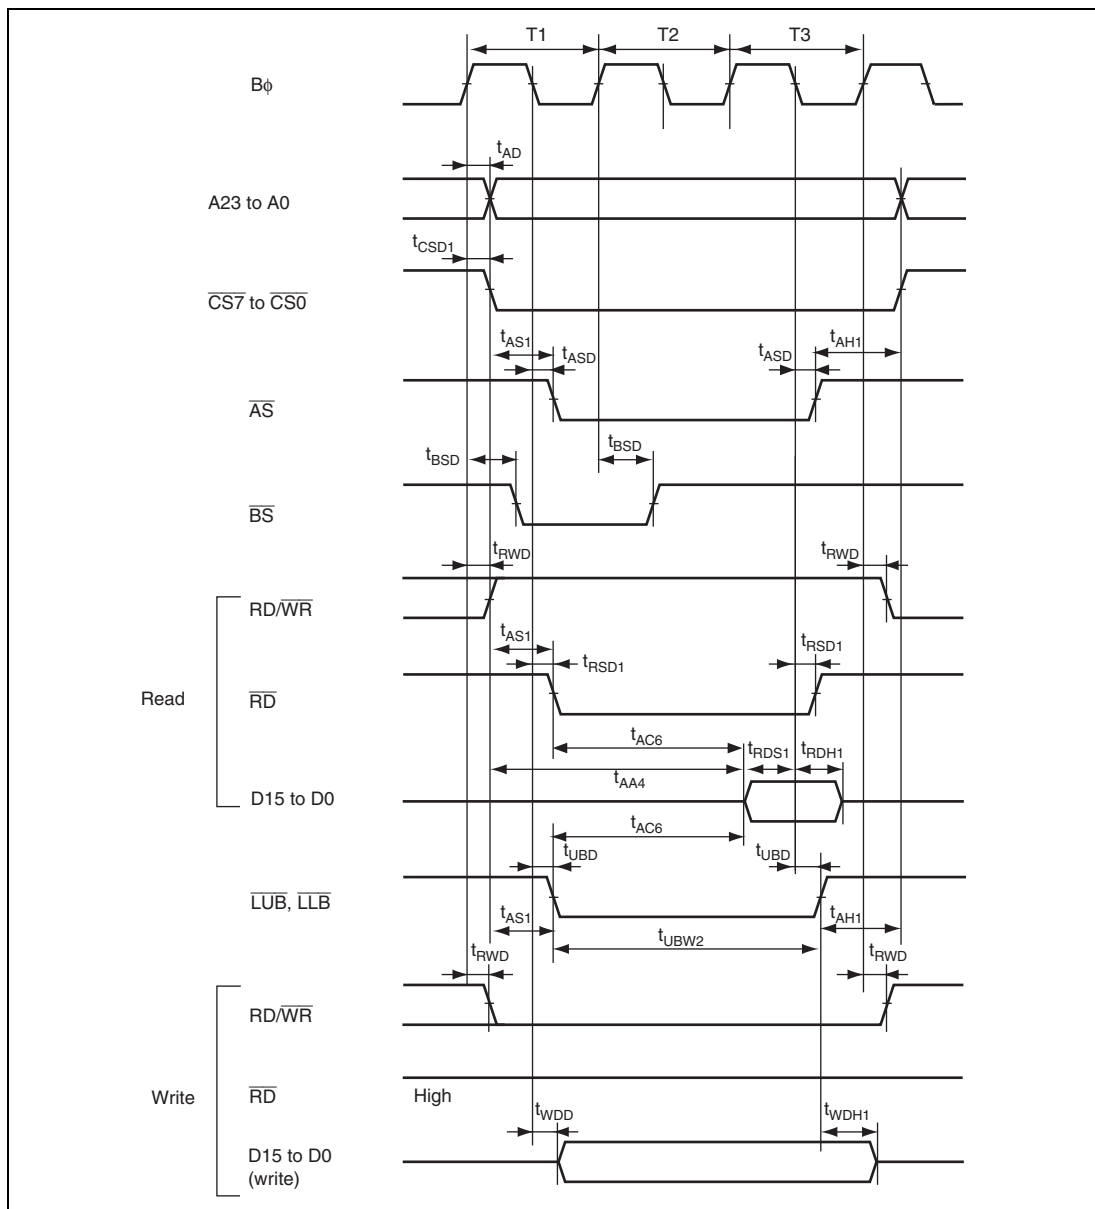 T1 T2 T3
Bφ
tAD
A23 to A0
tCSD1
CS7 to CS0
tAS1 tASD tASD tAH1
AS
tBSD tBSD
BS
tRWD tRWD
RD/WR
tAS1 tRSD1 tRSD1
Read
RD
tAC6 tRDS1 tRDH1
tAA4
D15 to D0
tAC6
tUBD tUBD
LUB, LLB
tAS1 tUBW2 tAH1
tRWD tRWD
RD/WR
Write
RD High
tWDD tWDH1
D15 to D0
(write)